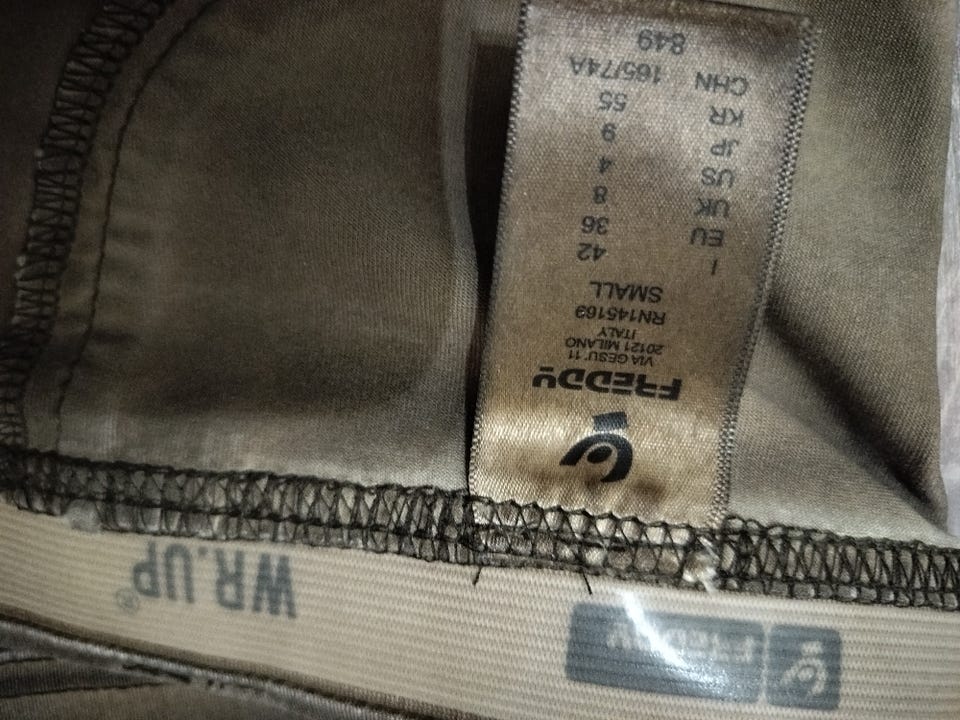 FREDDY
VIA GESU' 11
20121 MILANO
ITALY
RN145169
SMALL
I 42
EU 36
UK 8
US 4
JP 9
KR 55
CHN 165/74A
849
FREDDY
WR.UP®